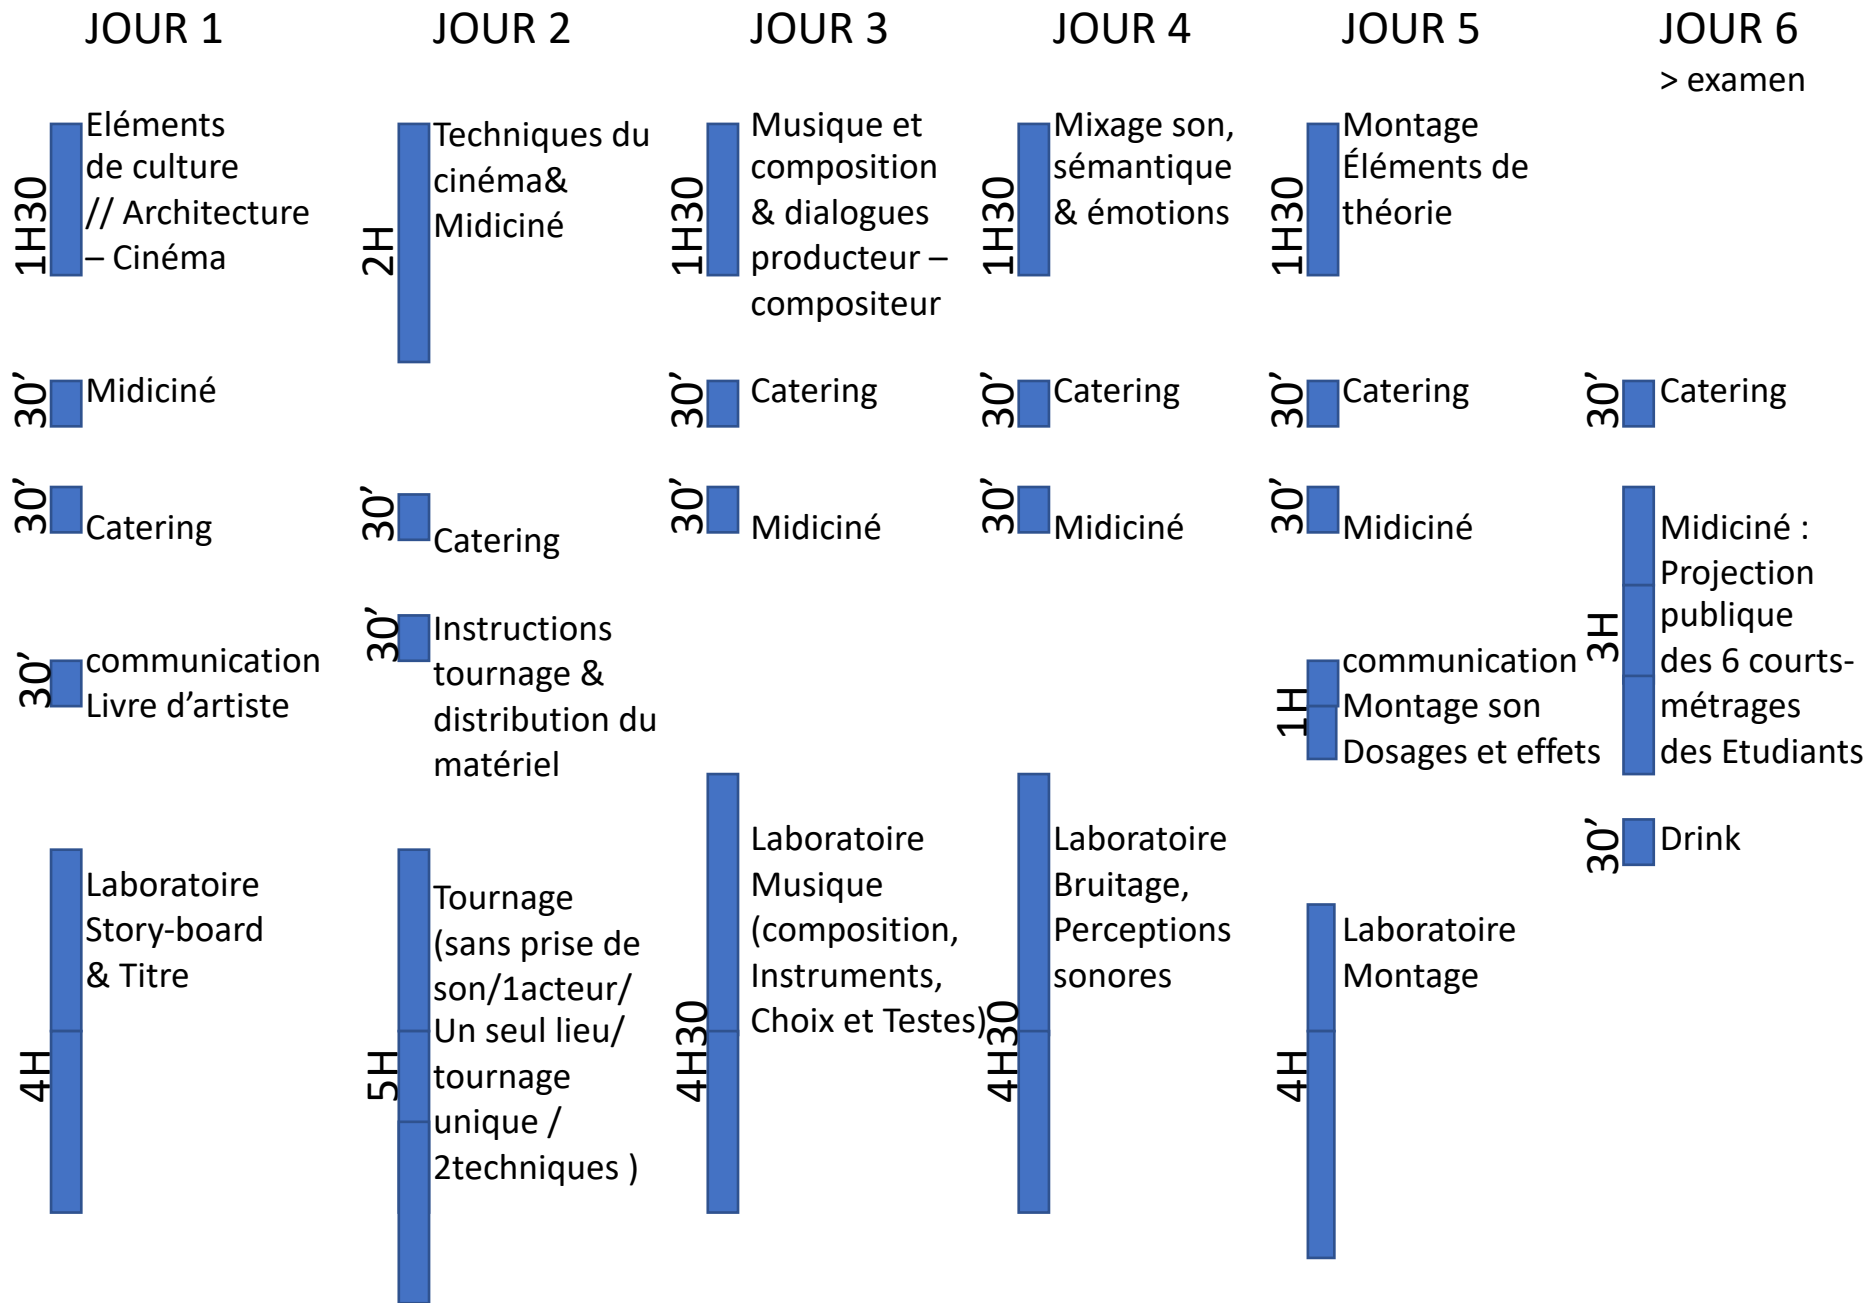 JOUR 1
1H30
Eléments
de culture
// Architecture
– Cinéma
30’
Midiciné
30’
Catering
30’
communication
Livre d’artiste
4H
Laboratoire
Story-board
& Titre
JOUR 2
2H
Techniques du
cinéma&
Midiciné
30’
Catering
30’
Instructions
tournage &
distribution du
matériel
5H
Tournage
(sans prise de
son/1acteur/
Un seul lieu/
tournage
unique /
2techniques )
JOUR 3
1H30
Musique et
composition
& dialogues
producteur –
compositeur
30’
Catering
30’
Midiciné
4H30
Laboratoire
Musique
(composition,
Instruments,
Choix et Testes)
JOUR 4
1H30
Mixage son,
sémantique
& émotions
30’
Catering
30’
Midiciné
4H30
Laboratoire
Bruitage,
Perceptions
sonores
JOUR 5
1H30
Montage
Éléments de
théorie
30’
Catering
30’
Midiciné
1H
communication
Montage son
Dosages et effets
4H
Laboratoire
Montage
JOUR 6
> examen
30’
Catering
3H
Midiciné :
Projection
publique
des 6 courts-
métrages
des Etudiants
30’
Drink